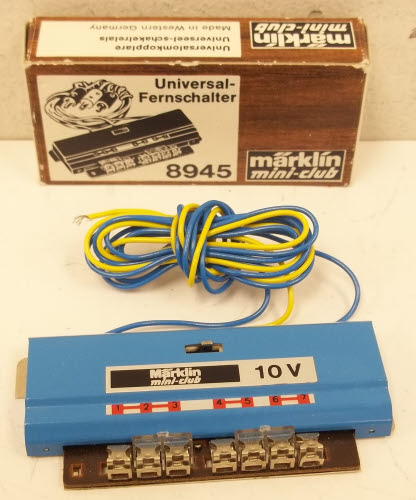 Universalomkopplare
Universeel-schakelrelais
Made in Western Germany
märklin
mini-club
Universal-
Fernschalter
8945
märklin
mini-club
Märklin
mini-club
10 V
1 2 3 4 5 6 7